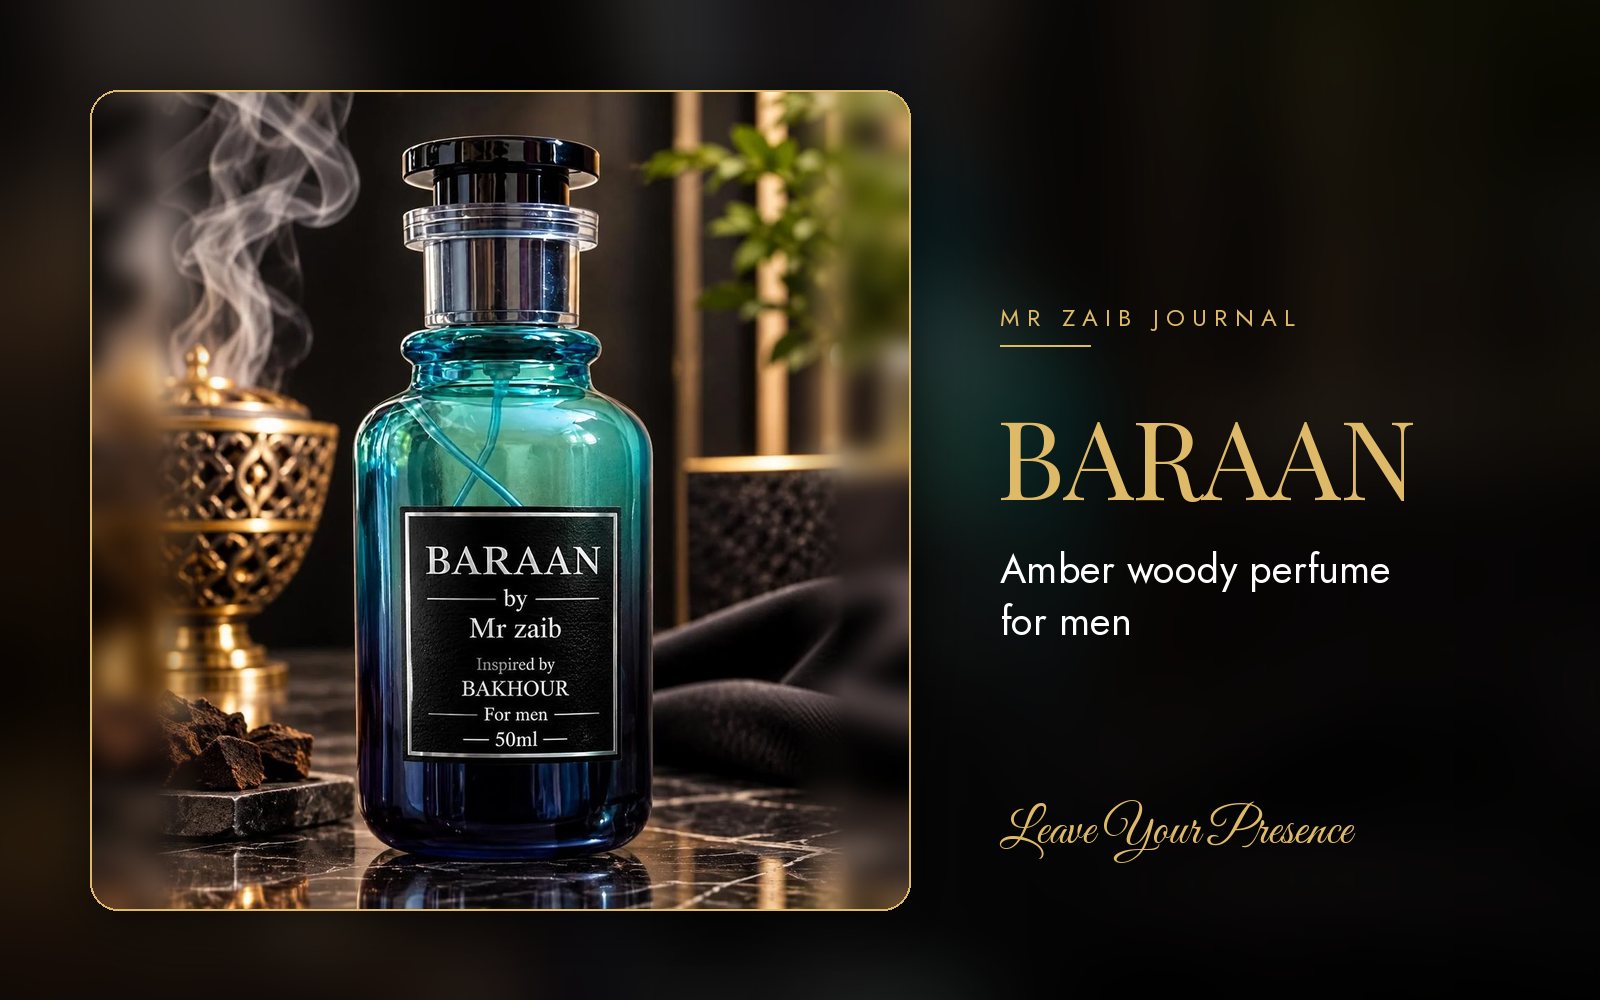 BARAAN
by
Mr zaib
Inspired by
BAKHOUR
For men
50ml
MR ZAIB JOURNAL
BARAAN
Amber woody perfume
for men
Leave Your Presence